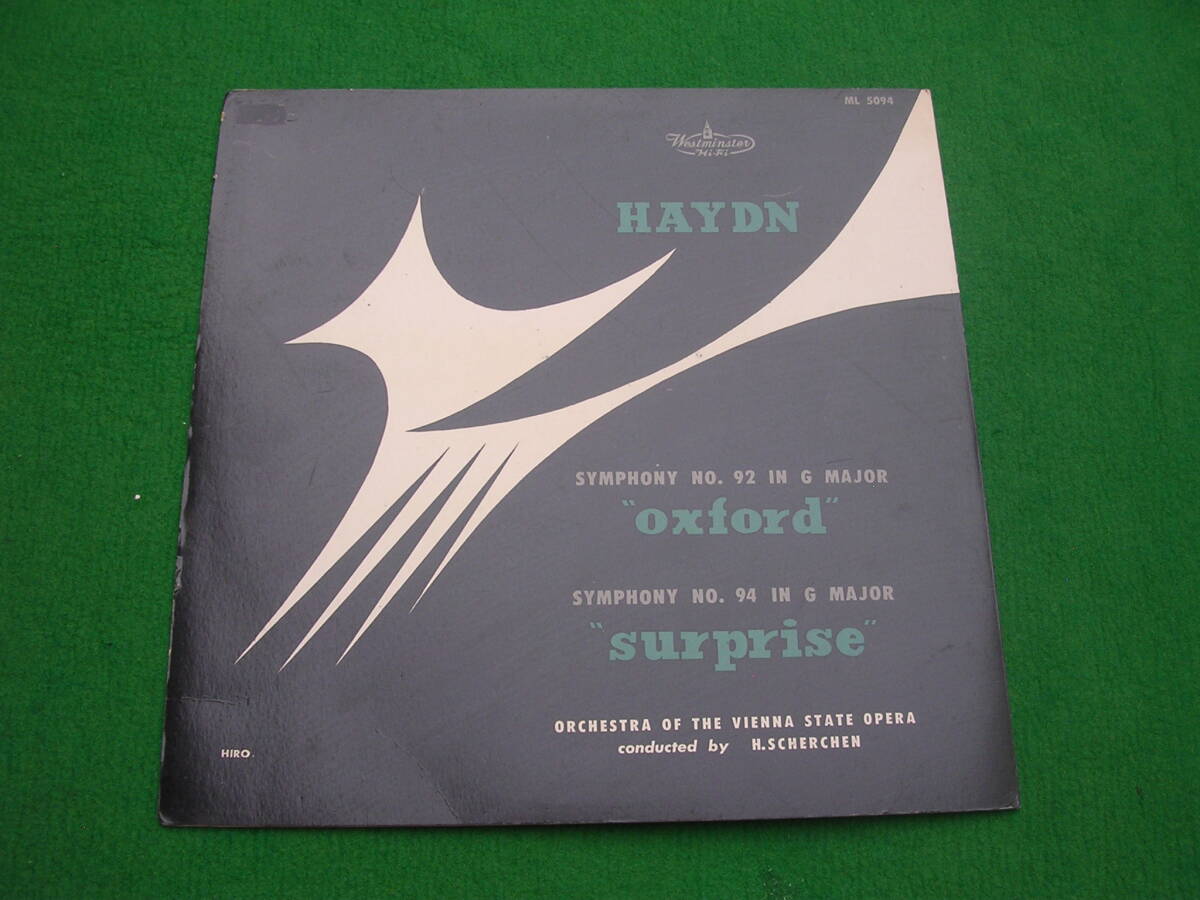 ML 5094
Westminster
Hi-Fi
HAYDN
SYMPHONY NO. 92 IN G MAJOR
"oxford"
SYMPHONY NO. 94 IN G MAJOR
"surprise"
ORCHESTRA OF THE VIENNA STATE OPERA
conducted by H.SCHERCHEN
HIRO.